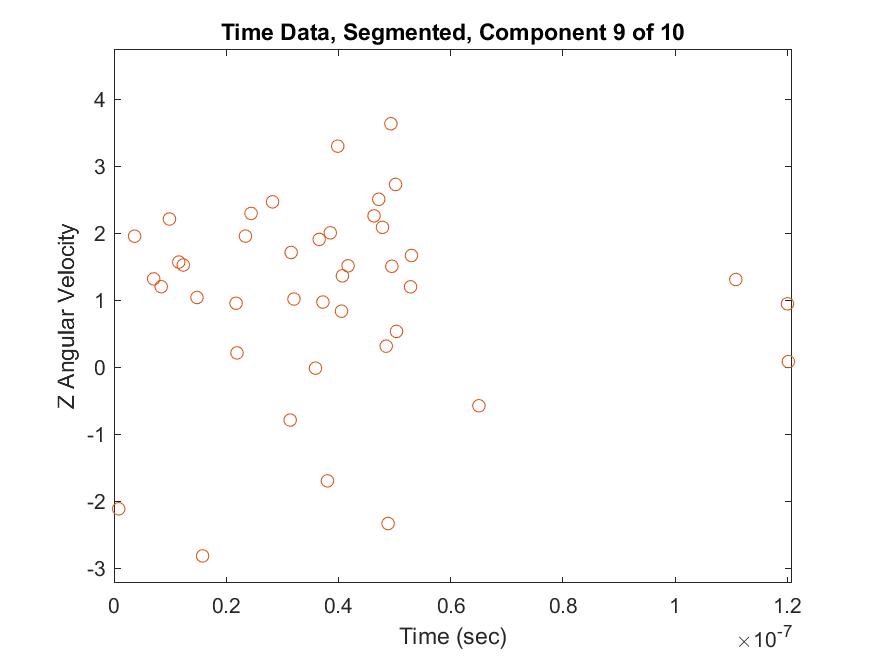 Time Data, Segmented, Component 9 of 10
4
3
2
1
0
-1
-2
-3
Z Angular Velocity
0 0.2 0.4 0.6 0.8 1 1.2
Time (sec)
×10-7